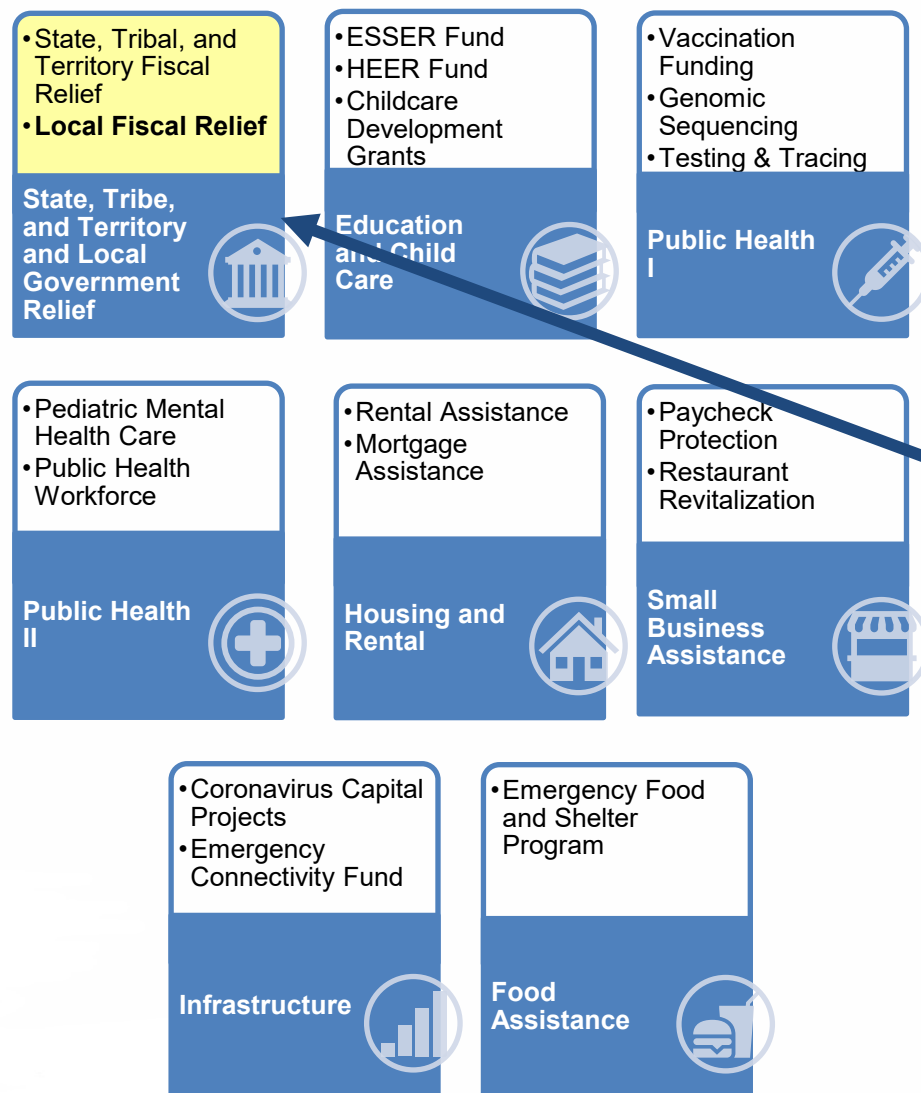 •State, Tribal, and
Territory Fiscal
Relief
•Local Fiscal Relief
State, Tribe,
and Territory
and Local
Government
Relief
•ESSER Fund
•HEER Fund
•Childcare
Development
Grants
Education
and Child
Care
•Vaccination
Funding
•Genomic
Sequencing
•Testing & Tracing
Public Health
I
•Pediatric Mental
Health Care
•Public Health
Workforce
Public Health
II
•Rental Assistance
•Mortgage
Assistance
Housing and
Rental
•Paycheck
Protection
•Restaurant
Revitalization
Small
Business
Assistance
•Coronavirus Capital
Projects
•Emergency
Connectivity Fund
Infrastructure
•Emergency Food
and Shelter
Program
Food
Assistance